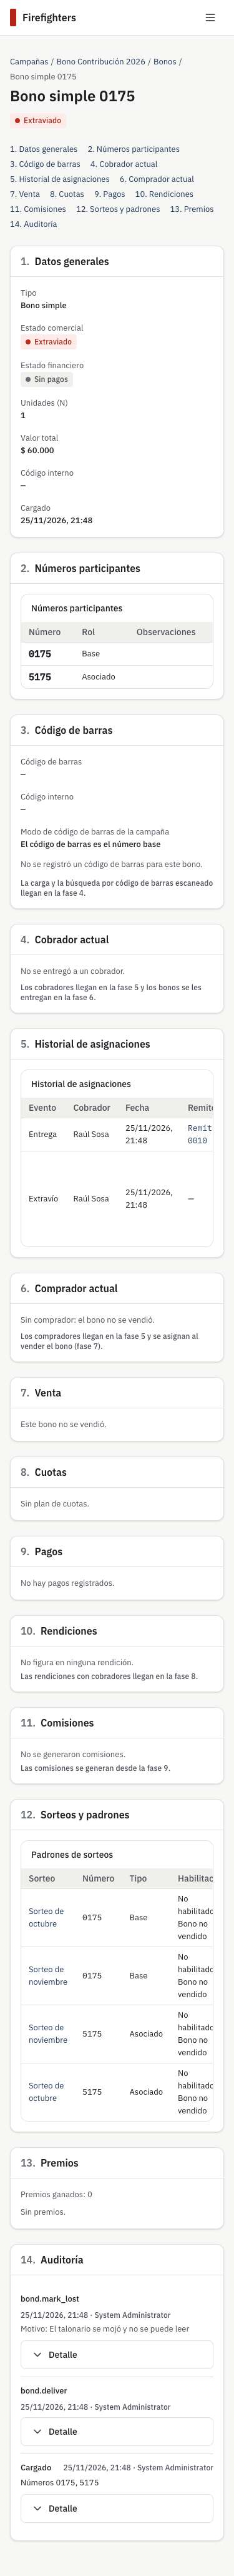 Firefighters
Campañas / Bono Contribución 2026 / Bonos /
Bono simple 0175
Bono simple 0175
Extraviado
1. Datos generales 2. Números participantes
3. Código de barras 4. Cobrador actual
5. Historial de asignaciones 6. Comprador actual
7. Venta 8. Cuotas 9. Pagos 10. Rendiciones
11. Comisiones 12. Sorteos y padrones 13. Premios
14. Auditoría
1. Datos generales
Tipo
Bono simple
Estado comercial
Extraviado
Estado financiero
Sin pagos
Unidades (N)
1
Valor total
$ 60.000
Código interno
—
Cargado
25/11/2026, 21:48
2. Números participantes
Números participantes
Número Rol Observaciones
0175 Base
5175 Asociado
3. Código de barras
Código de barras
—
Código interno
—
Modo de código de barras de la campaña
El código de barras es el número base
No se registró un código de barras para este bono.
La carga y la búsqueda por código de barras escaneado
llegan en la fase 4.
4. Cobrador actual
No se entregó a un cobrador.
Los cobradores llegan en la fase 5 y los bonos se les
entregan en la fase 6.
5. Historial de asignaciones
Historial de asignaciones
Evento Cobrador Fecha Remit
Entrega Raúl Sosa 25/11/2026, Remit
21:48 0010
Extravío Raúl Sosa 25/11/2026, —
21:48
6. Comprador actual
Sin comprador: el bono no se vendió.
Los compradores llegan en la fase 5 y se asignan al
vender el bono (fase 7).
7. Venta
Este bono no se vendió.
8. Cuotas
Sin plan de cuotas.
9. Pagos
No hay pagos registrados.
10. Rendiciones
No figura en ninguna rendición.
Las rendiciones con cobradores llegan en la fase 8.
11. Comisiones
No se generaron comisiones.
Las comisiones se generan desde la fase 9.
12. Sorteos y padrones
Padrones de sorteos
Sorteo Número Tipo Habilitac
Sorteo de octubre 0175 Base No habilitado Bono no vendido
Sorteo de noviembre 0175 Base No habilitado Bono no vendido
Sorteo de noviembre 5175 Asociado No habilitado Bono no vendido
Sorteo de octubre 5175 Asociado No habilitado Bono no vendido
13. Premios
Premios ganados: 0
Sin premios.
14. Auditoría
bond.mark_lost
25/11/2026, 21:48 · System Administrator
Motivo: El talonario se mojó y no se puede leer
Detalle
bond.deliver
25/11/2026, 21:48 · System Administrator
Detalle
Cargado 25/11/2026, 21:48 · System Administrator
Números 0175, 5175
Detalle